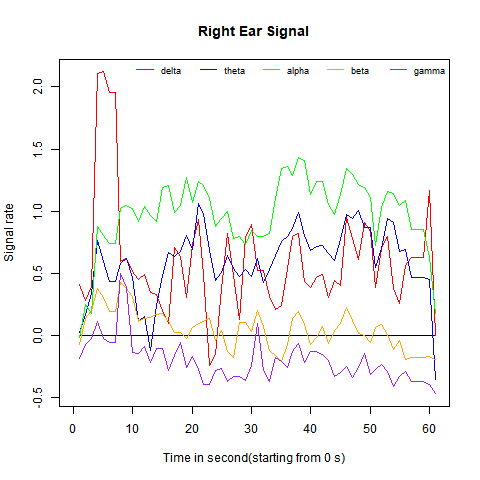 Right Ear Signal
delta theta alpha beta gamma
Signal rate
2.0
1.5
1.0
0.5
0.0
-0.5
0 10 20 30 40 50 60
Time in second(starting from 0 s)